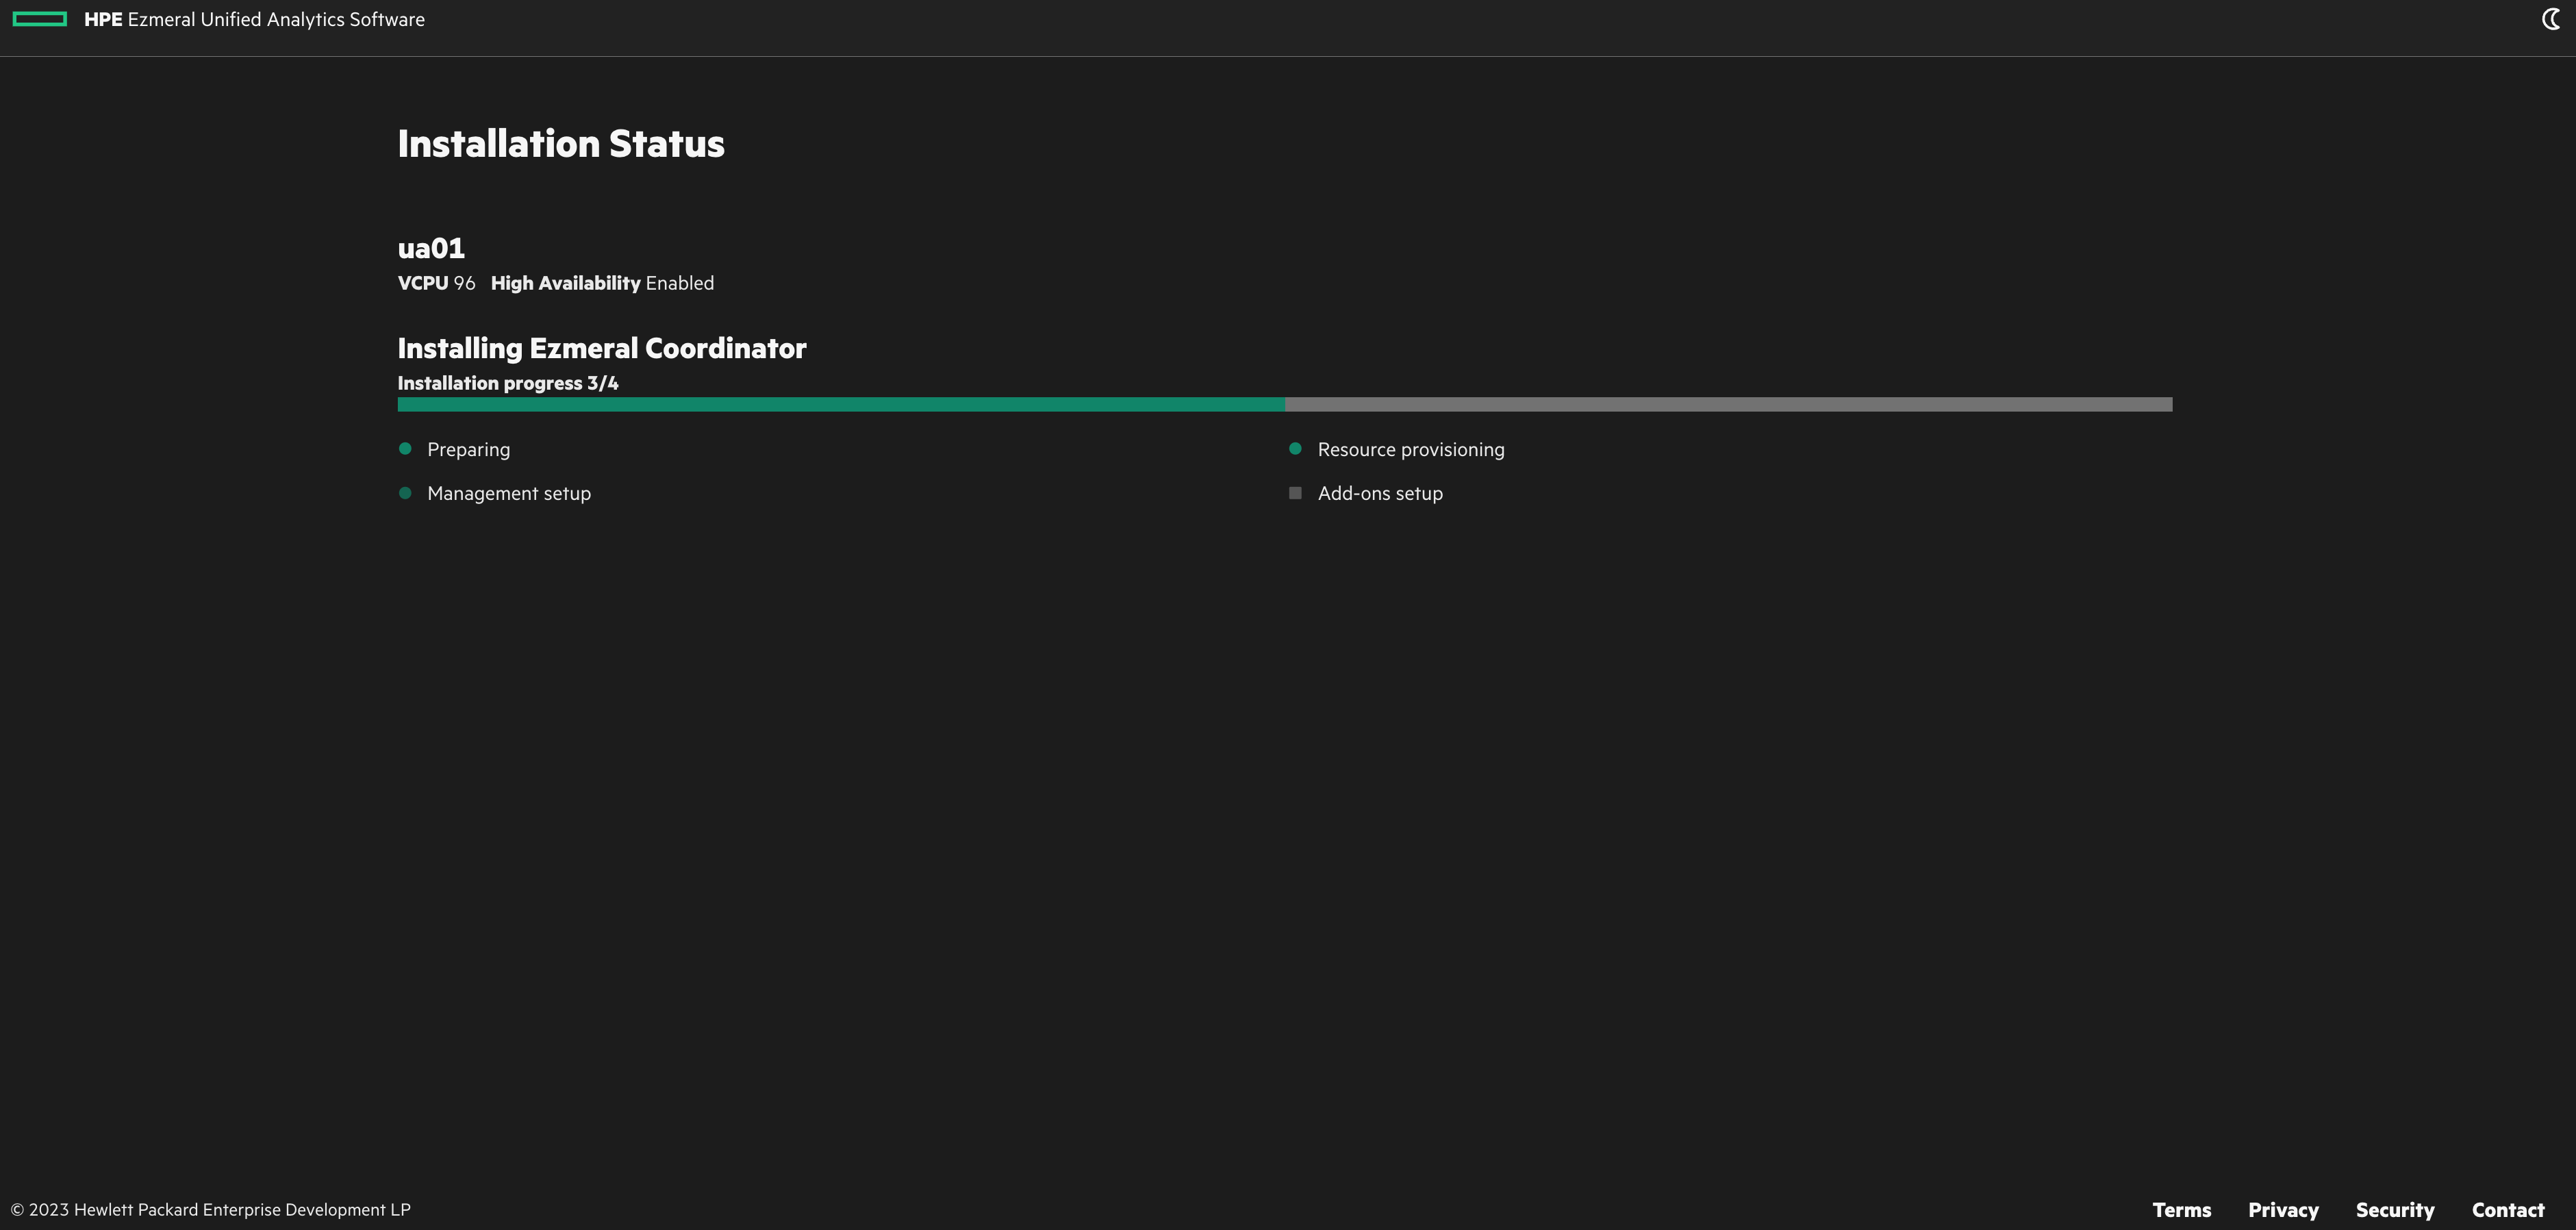 HPE Ezmeral Unified Analytics Software
Installation Status
ua01
VCPU 96 High Availability Enabled
Installing Ezmeral Coordinator
Installation progress 3/4
Preparing
Resource provisioning
Management setup
Add-ons setup
© 2023 Hewlett Packard Enterprise Development LP
Terms Privacy Security Contact